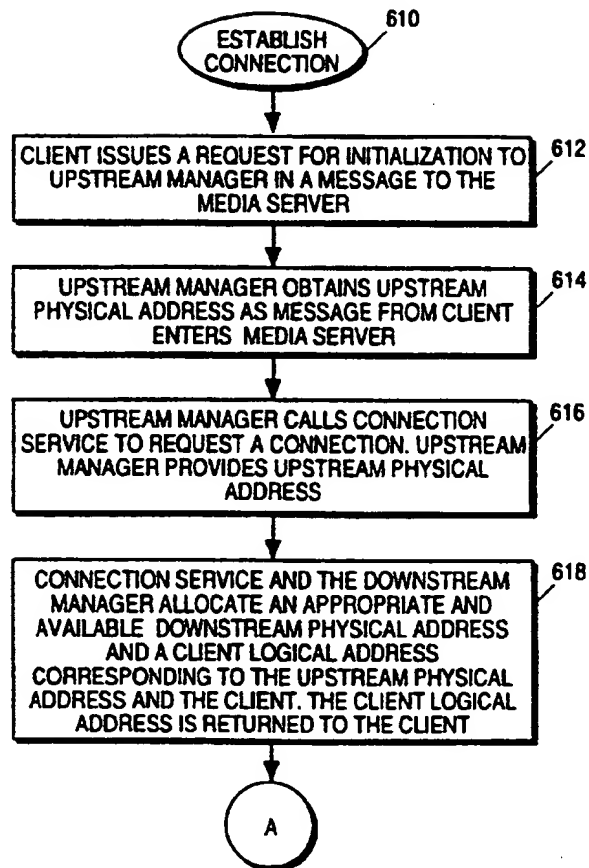 610
ESTABLISH
CONNECTION
612
CLIENT ISSUES A REQUEST FOR INITIALIZATION TO
UPSTREAM MANAGER IN A MESSAGE TO THE
MEDIA SERVER
614
UPSTREAM MANAGER OBTAINS UPSTREAM
PHYSICAL ADDRESS AS MESSAGE FROM CLIENT
ENTERS MEDIA SERVER
616
UPSTREAM MANAGER CALLS CONNECTION
SERVICE TO REQUEST A CONNECTION. UPSTREAM
MANAGER PROVIDES UPSTREAM PHYSICAL
ADDRESS
618
CONNECTION SERVICE AND THE DOWNSTREAM
MANAGER ALLOCATE AN APPROPRIATE AND
AVAILABLE DOWNSTREAM PHYSICAL ADDRESS
AND A CLIENT LOGICAL ADDRESS
CORRESPONDING TO THE UPSTREAM PHYSICAL
ADDRESS AND THE CLIENT. THE CLIENT LOGICAL
ADDRESS IS RETURNED TO THE CLIENT
A